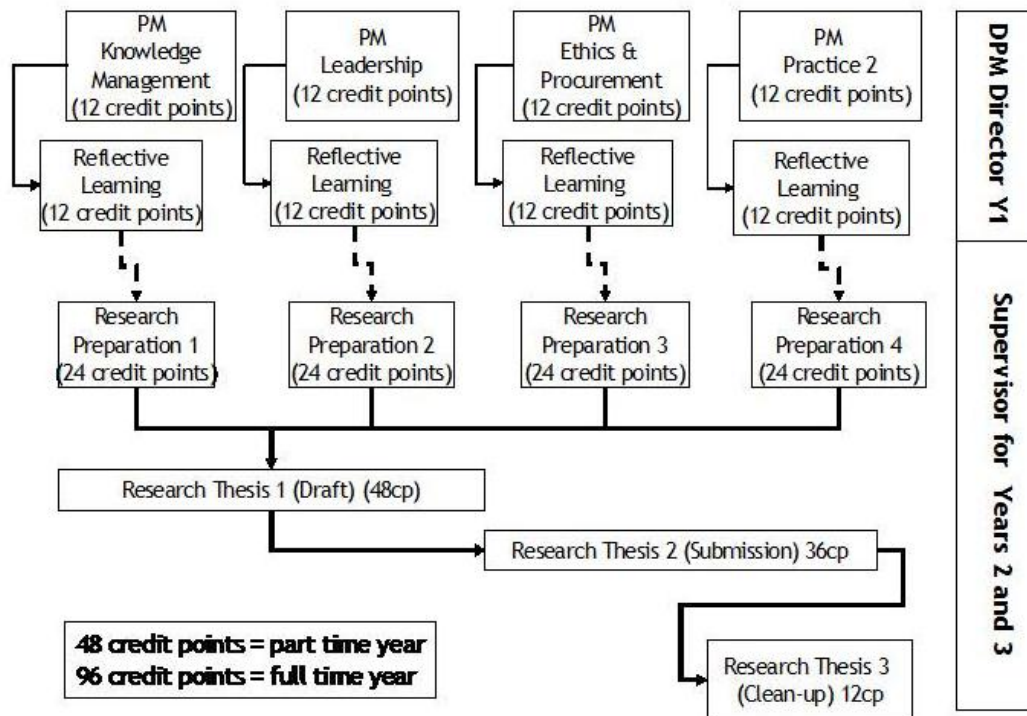 PM
Knowledge
Management
(12 credit points)
PM
Leadership
(12 credit points)
PM
Ethics &
Procurement
(12 credit points)
PM
Practice 2
(12 credit points)
DPM Director Y1
Reflective
Learning
(12 credit points)
Reflective
Learning
(12 credit points)
Reflective
Learning
(12 credit points)
Reflective
Learning
(12 credit points)
Research
Preparation 1
(24 credit points)
Research
Preparation 2
(24 credit points)
Research
Preparation 3
(24 credit points)
Research
Preparation 4
(24 credit points)
Supervisor for Years 2 and 3
Research Thesis 1 (Draft) (48cp)
Research Thesis 2 (Submission) 36cp
Research Thesis 3
(Clean-up) 12cp
48 credit points = part time year
96 credit points = full time year